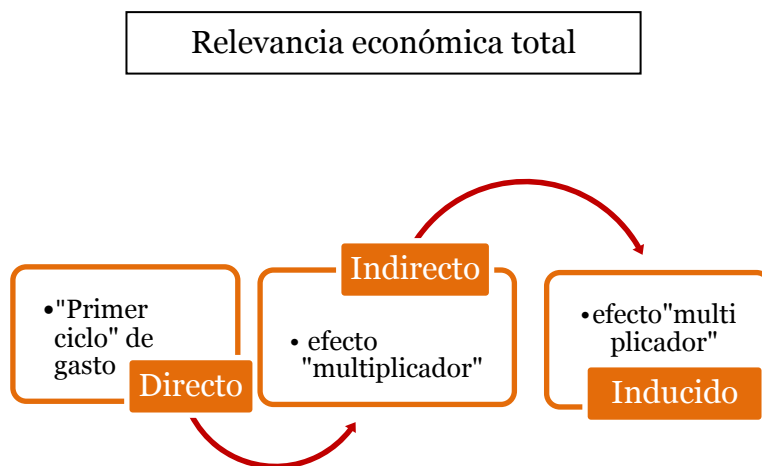 Relevancia económica total
•"Primer
ciclo" de
gasto
Directo
Indirecto
• efecto
"multiplicador"
•efecto"multi
plicador"
Inducido